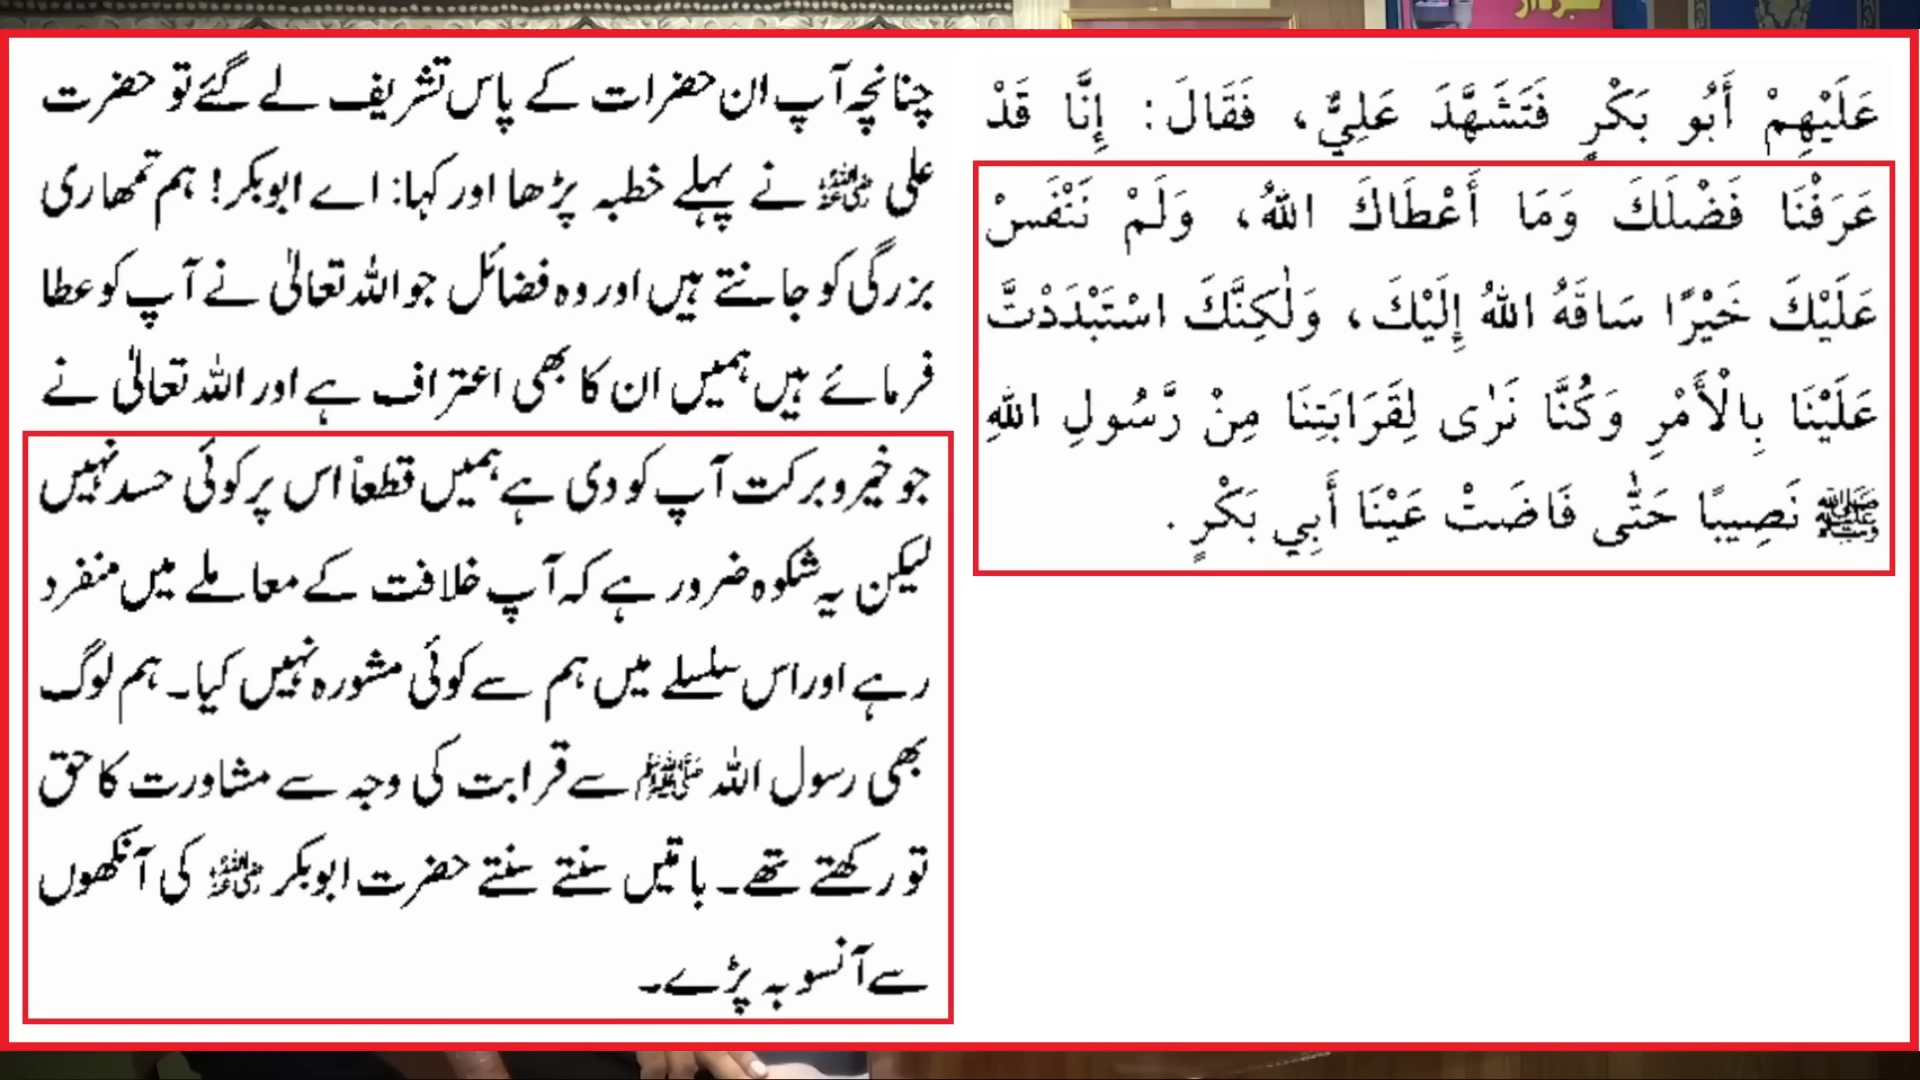 عَلَيْهِمْ أَبُو بَكْرٍ فَتَشَهَّدَ عَلِيٌّ، فَقَالَ: إِنَّا قَدْ
عَرَفْنَا فَضْلَكَ وَمَا أَعْطَاكَ اللهُ، وَلَمْ نَنْفَسْ
عَلَيْكَ خَيْرًا سَاقَهُ اللهُ إِلَيْكَ، وَلٰكِنَّكَ اسْتَبْدَدْتَّ
عَلَيْنَا بِالْأَمْرِ وَكُنَّا نَرٰى لِقَرَابَتِنَا مِنْ رَّسُولِ اللهِ
ﷺ نَصِيبًا حَتّٰى فَاضَتْ عَيْنَا أَبِي بَكْرٍ.
چنانچہ آپ ان حضرات کے پاس تشریف لے گئے تو حضرت
علی رضی اللہ عنہ نے پہلے خطبہ پڑھا اور کہا: اے ابوبکر! ہم تمھاری
بزرگی کو جانتے ہیں اور وہ فضائل جو اللہ تعالیٰ نے آپ کو عطا
فرمائے ہیں ہمیں ان کا بھی اعتراف ہے اور اللہ تعالیٰ نے
جو خیر و برکت آپ کو دی ہے ہمیں قطعاً اس پر کوئی حسد نہیں
لیکن یہ شکوہ ضرور ہے کہ آپ خلافت کے معاملے میں منفرد
رہے اور اس سلسلے میں ہم سے کوئی مشورہ نہیں کیا۔ ہم لوگ
بھی رسول اللہ ﷺ سے قرابت کی وجہ سے مشاورت کا حق
تو رکھتے تھے۔ باتیں سنتے سنتے حضرت ابوبکر رضی اللہ عنہ کی آنکھوں
سے آنسو بہ پڑے۔